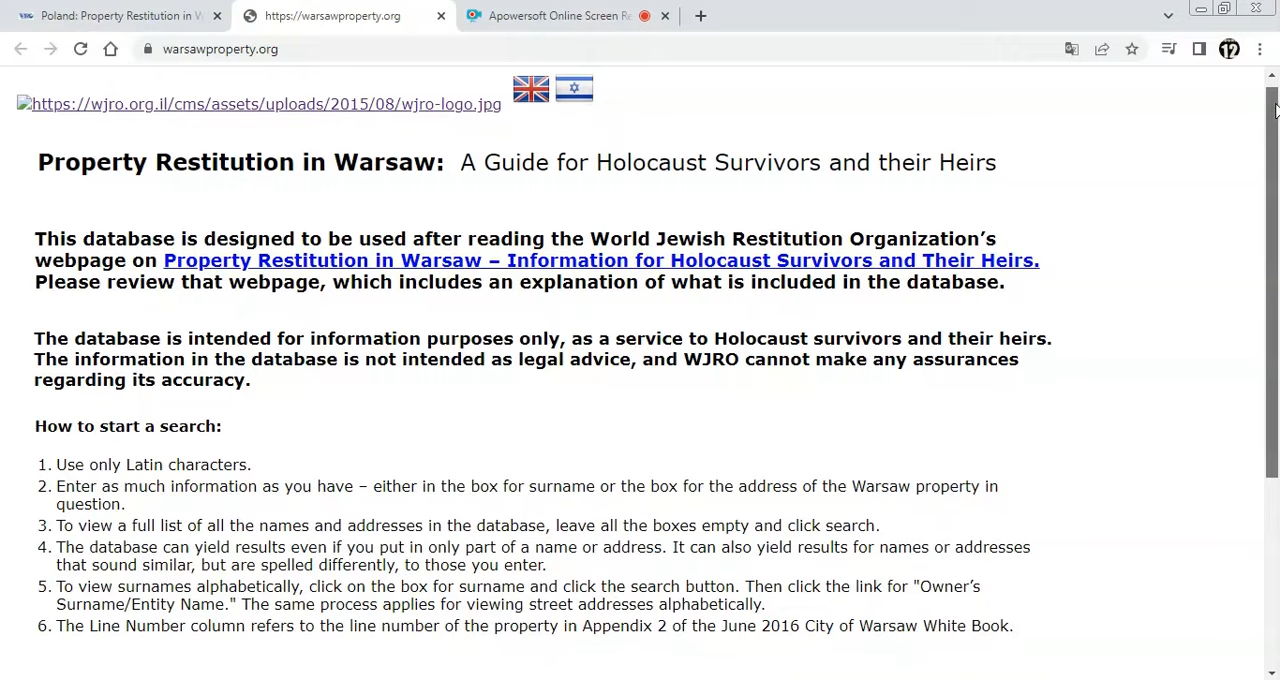 Poland: Property Restitution in W
https://warsawproperty.org
Apowersoft Online Screen Re
warsawproperty.org
12
https://wjro.org.il/cms/assets/uploads/2015/08/wjro-logo.jpg
Property Restitution in Warsaw: A Guide for Holocaust Survivors and their Heirs
This database is designed to be used after reading the World Jewish Restitution Organization’s
webpage on Property Restitution in Warsaw – Information for Holocaust Survivors and Their Heirs.
Please review that webpage, which includes an explanation of what is included in the database.
The database is intended for information purposes only, as a service to Holocaust survivors and their heirs.
The information in the database is not intended as legal advice, and WJRO cannot make any assurances
regarding its accuracy.
How to start a search:
1. Use only Latin characters.
2. Enter as much information as you have – either in the box for surname or the box for the address of the Warsaw property in
question.
3. To view a full list of all the names and addresses in the database, leave all the boxes empty and click search.
4. The database can yield results even if you put in only part of a name or address. It can also yield results for names or addresses
that sound similar, but are spelled differently, to those you enter.
5. To view surnames alphabetically, click on the box for surname and click the search button. Then click the link for "Owner’s
Surname/Entity Name." The same process applies for viewing street addresses alphabetically.
6. The Line Number column refers to the line number of the property in Appendix 2 of the June 2016 City of Warsaw White Book.